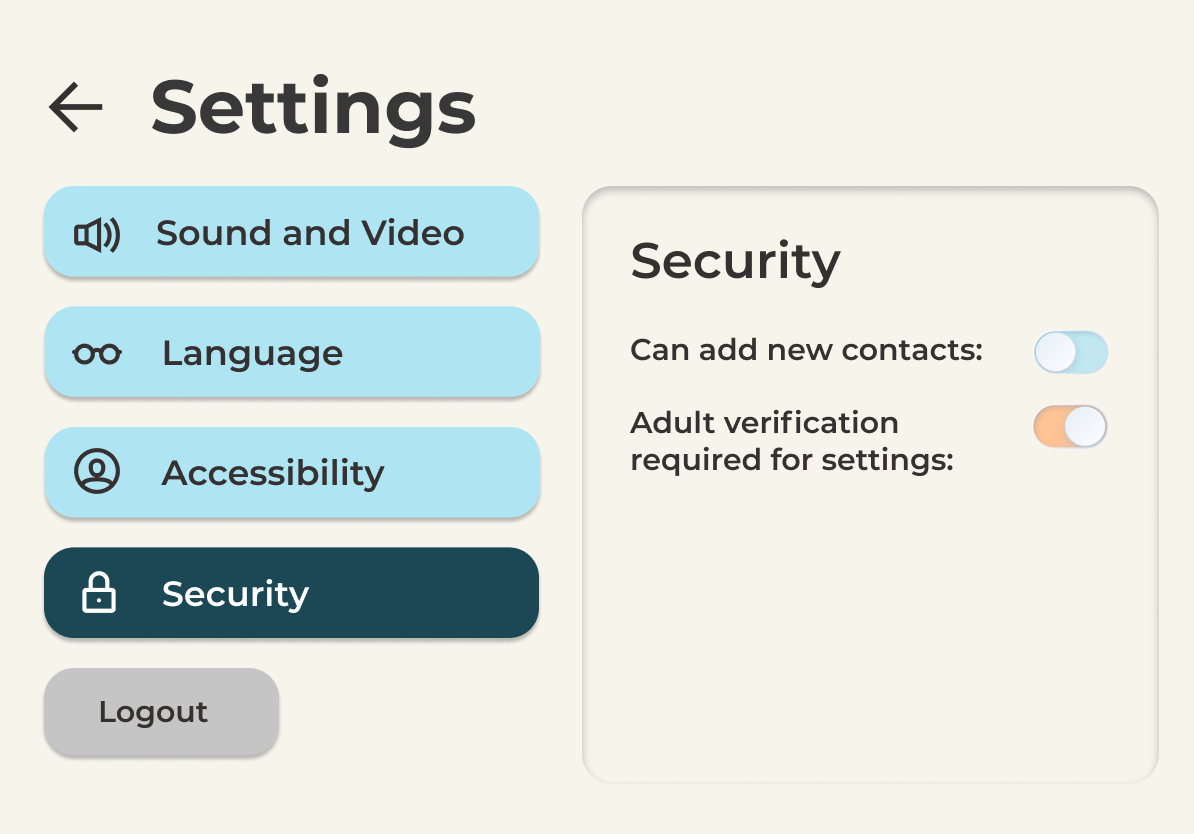 Settings
Sound and Video
Language
Accessibility
Security
Logout
Security
Can add new contacts:
Adult verification
required for settings: